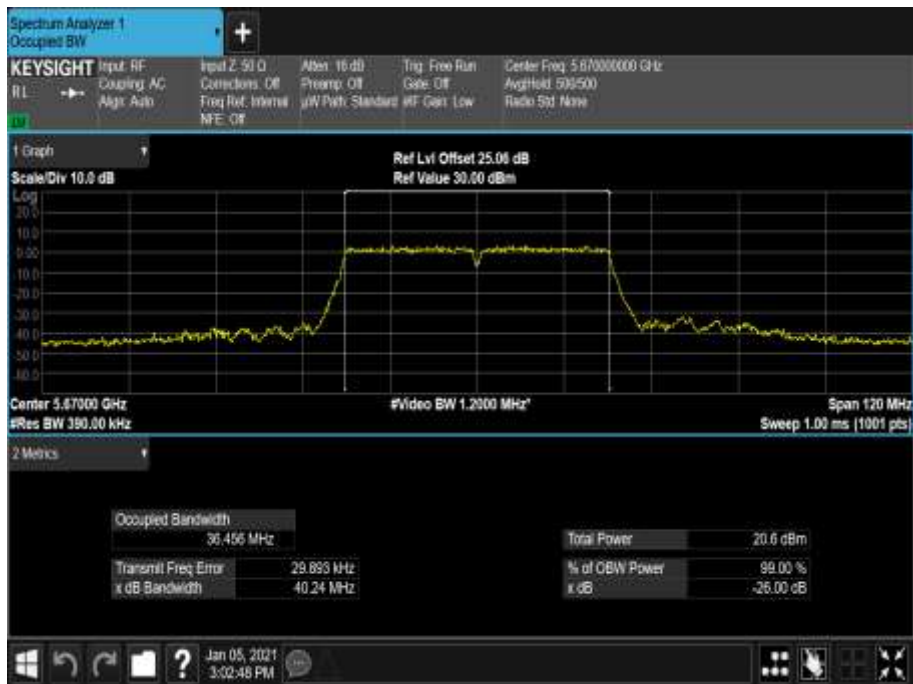 Spectrum Analyzer 1
Occupied BW
+
KEYSIGHT Input: RF
RL Coupling: AC
Align: Auto
Input Z: 50 Ω
Corrections: Off
Freq Ref: Internal
NFE: Off
Atten: 16 dB
Preamp: Off
µW Path: Standard
Trig: Free Run
Gate: Off
#IF Gain: Low
Center Freq: 5.670000000 GHz
Avg|Hold: 500/500
Radio Std: None
1 Graph
Scale/Div 10.0 dB
Ref Lvl Offset 25.06 dB
Ref Value 30.00 dBm
Log
20.0
10.0
0.00
-10.0
-20.0
-30.0
-40.0
-50.0
-60.0
Center 5.67000 GHz
#Video BW 1.2000 MHz*
Span 120 MHz
#Res BW 390.00 kHz
Sweep 1.00 ms (1001 pts)
2 Metrics
Occupied Bandwidth
36.456 MHz
Total Power 20.6 dBm
Transmit Freq Error 29.893 kHz
% of OBW Power 99.00 %
x dB Bandwidth 40.24 MHz
x dB -26.00 dB
?
Jan 05, 2021
3:02:48 PM